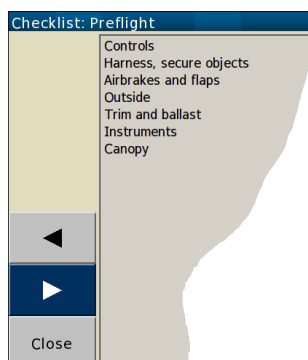 Checklist: Preflight
Controls
Harness, secure objects
Airbrakes and flaps
Outside
Trim and ballast
Instruments
Canopy
Close